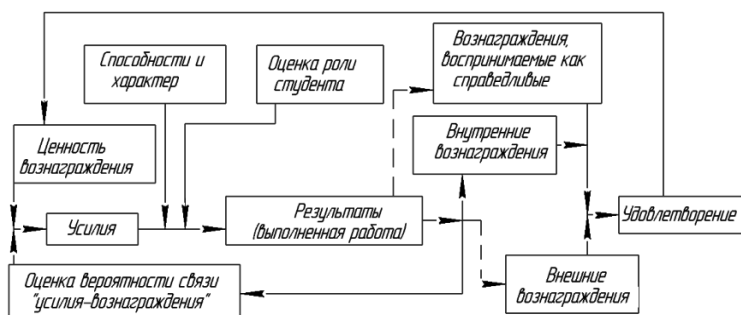 Способности и
характер
Оценка роли
студента
Вознаграждения,
воспринимаемые как
справедливые
Ценность
вознаграждения
Внутренние
вознаграждения
Усилия
Результаты
(выполненная работа)
Удовлетворение
Оценка вероятности связи
"усилия-вознаграждения"
Внешние
вознаграждения